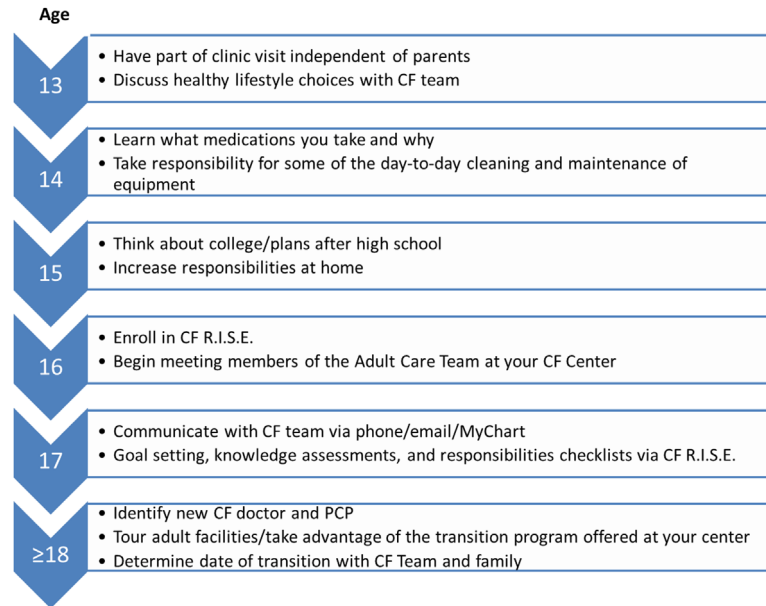 Age
13
• Have part of clinic visit independent of parents
• Discuss healthy lifestyle choices with CF team
14
• Learn what medications you take and why
• Take responsibility for some of the day-to-day cleaning and maintenance of
equipment
15
• Think about college/plans after high school
• Increase responsibilities at home
16
• Enroll in CF R.I.S.E.
• Begin meeting members of the Adult Care Team at your CF Center
17
• Communicate with CF team via phone/email/MyChart
• Goal setting, knowledge assessments, and responsibilities checklists via CF R.I.S.E.
≥18
• Identify new CF doctor and PCP
• Tour adult facilities/take advantage of the transition program offered at your center
• Determine date of transition with CF Team and family